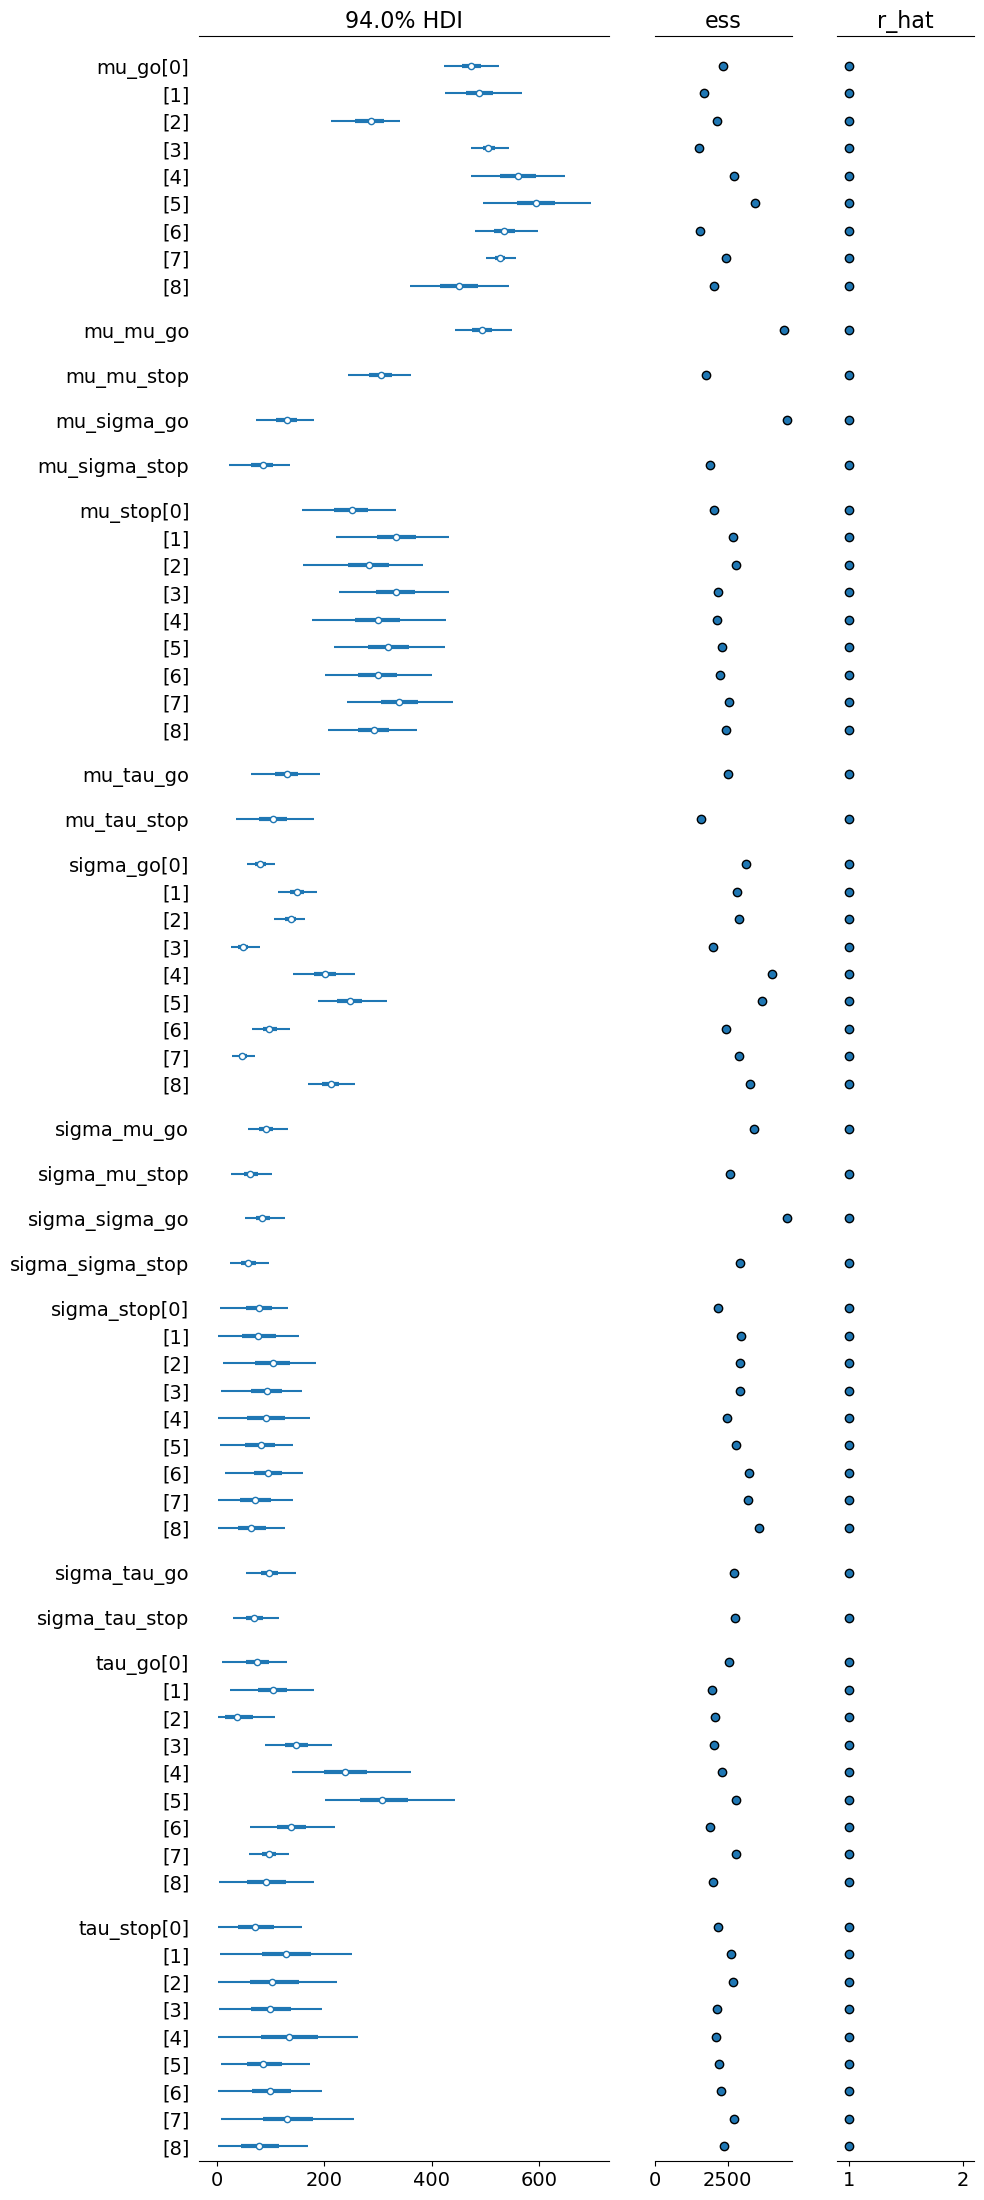 94.0% HDI ess r_hat
mu_go[0]
[1]
[2]
[3]
[4]
[5]
[6]
[7]
[8]
mu_mu_go
mu_mu_stop
mu_sigma_go
mu_sigma_stop
mu_stop[0]
[1]
[2]
[3]
[4]
[5]
[6]
[7]
[8]
mu_tau_go
mu_tau_stop
sigma_go[0]
[1]
[2]
[3]
[4]
[5]
[6]
[7]
[8]
sigma_mu_go
sigma_mu_stop
sigma_sigma_go
sigma_sigma_stop
sigma_stop[0]
[1]
[2]
[3]
[4]
[5]
[6]
[7]
[8]
sigma_tau_go
sigma_tau_stop
tau_go[0]
[1]
[2]
[3]
[4]
[5]
[6]
[7]
[8]
tau_stop[0]
[1]
[2]
[3]
[4]
[5]
[6]
[7]
[8]
0 200 400 600 0 2500 1 2